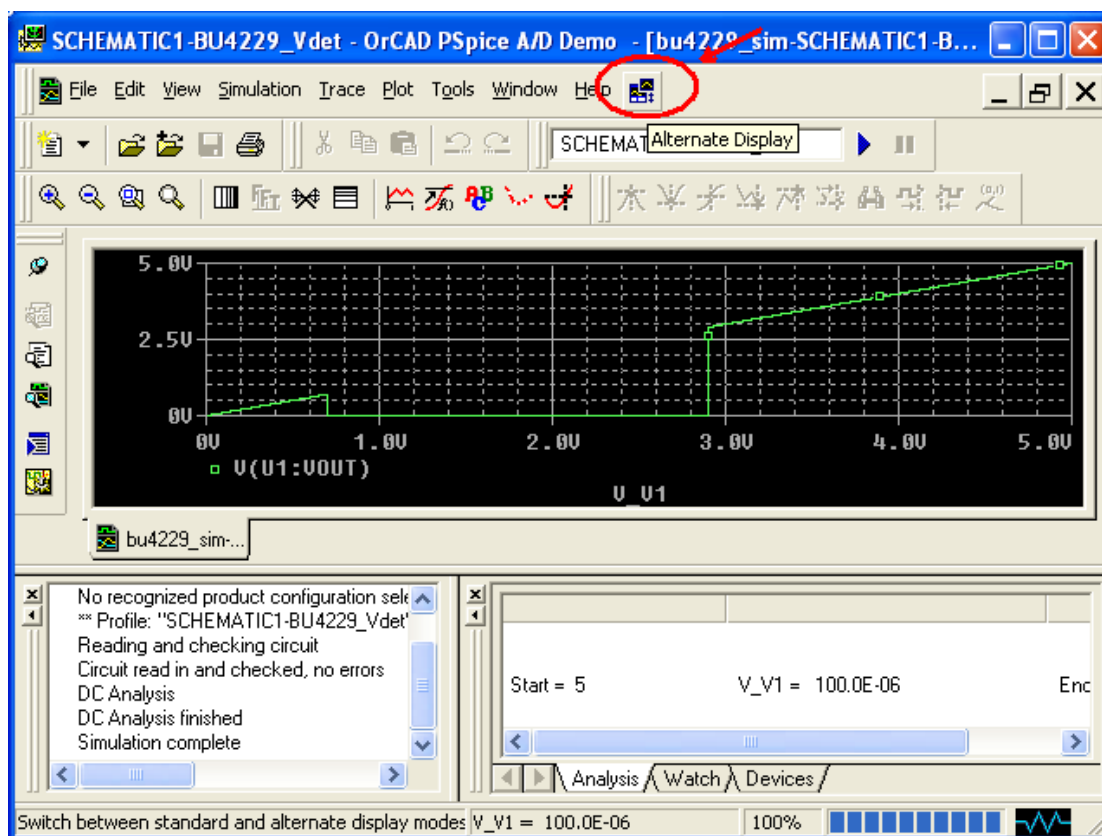 SCHEMATIC1-BU4229_Vdet - OrCAD PSpice A/D Demo - [bu4229_sim-SCHEMATIC1-B...
File Edit View Simulation Trace Plot Tools Window Help
SCHEMAT
Alternate Display
5.0V
2.5V
0V
0V 1.0V 2.0V 3.0V 4.0V 5.0V
V(U1:VOUT)
V_V1
bu4229_sim-...
No recognized product configuration sele
** Profile: "SCHEMATIC1-BU4229_Vdet"
Reading and checking circuit
Circuit read in and checked, no errors
DC Analysis
DC Analysis finished
Simulation complete
Start = 5 V_V1 = 100.0E-06 End
Analysis Watch Devices
Switch between standard and alternate display modes V_V1 = 100.0E-06 100%